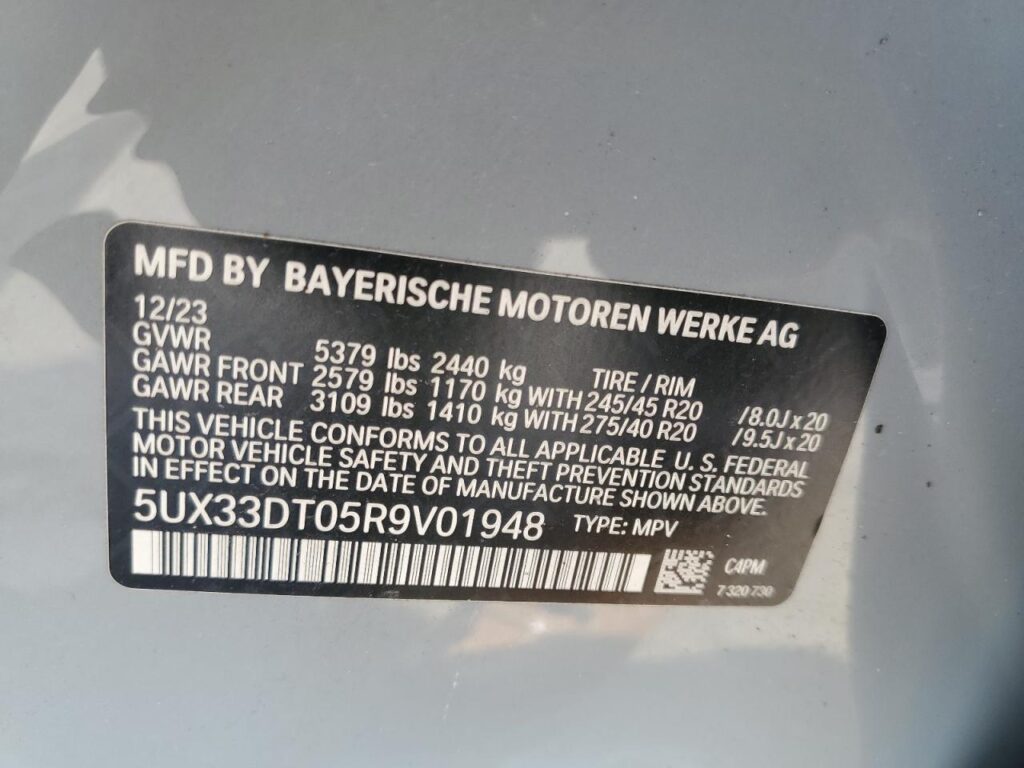 MFD BY BAYERISCHE MOTOREN WERKE AG
12/23
GVWR 5379 lbs 2440 kg TIRE / RIM
GAWR FRONT 2579 lbs 1170 kg WITH 245/45 R20 /8.0J x 20
GAWR REAR 3109 lbs 1410 kg WITH 275/40 R20 /9.5J x 20
THIS VEHICLE CONFORMS TO ALL APPLICABLE U. S. FEDERAL
MOTOR VEHICLE SAFETY AND THEFT PREVENTION STANDARDS
IN EFFECT ON THE DATE OF MANUFACTURE SHOWN ABOVE.
5UX33DT05R9V01948 TYPE: MPV
C4PM
7 320 730